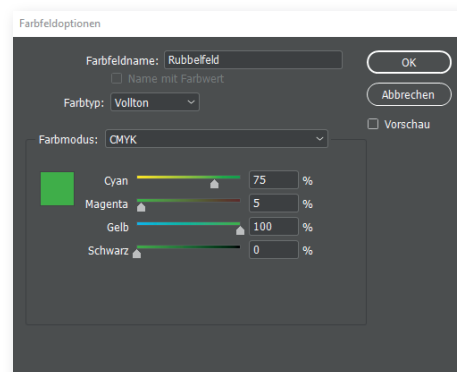 Farbfeldoptionen
Farbfeldname: Rubbelfeld
Name mit Farbwert
Farbtyp: Vollton
Farbmodus: CMYK
Cyan 75 %
Magenta 5 %
Gelb 100 %
Schwarz 0 %
OK
Abbrechen
Vorschau